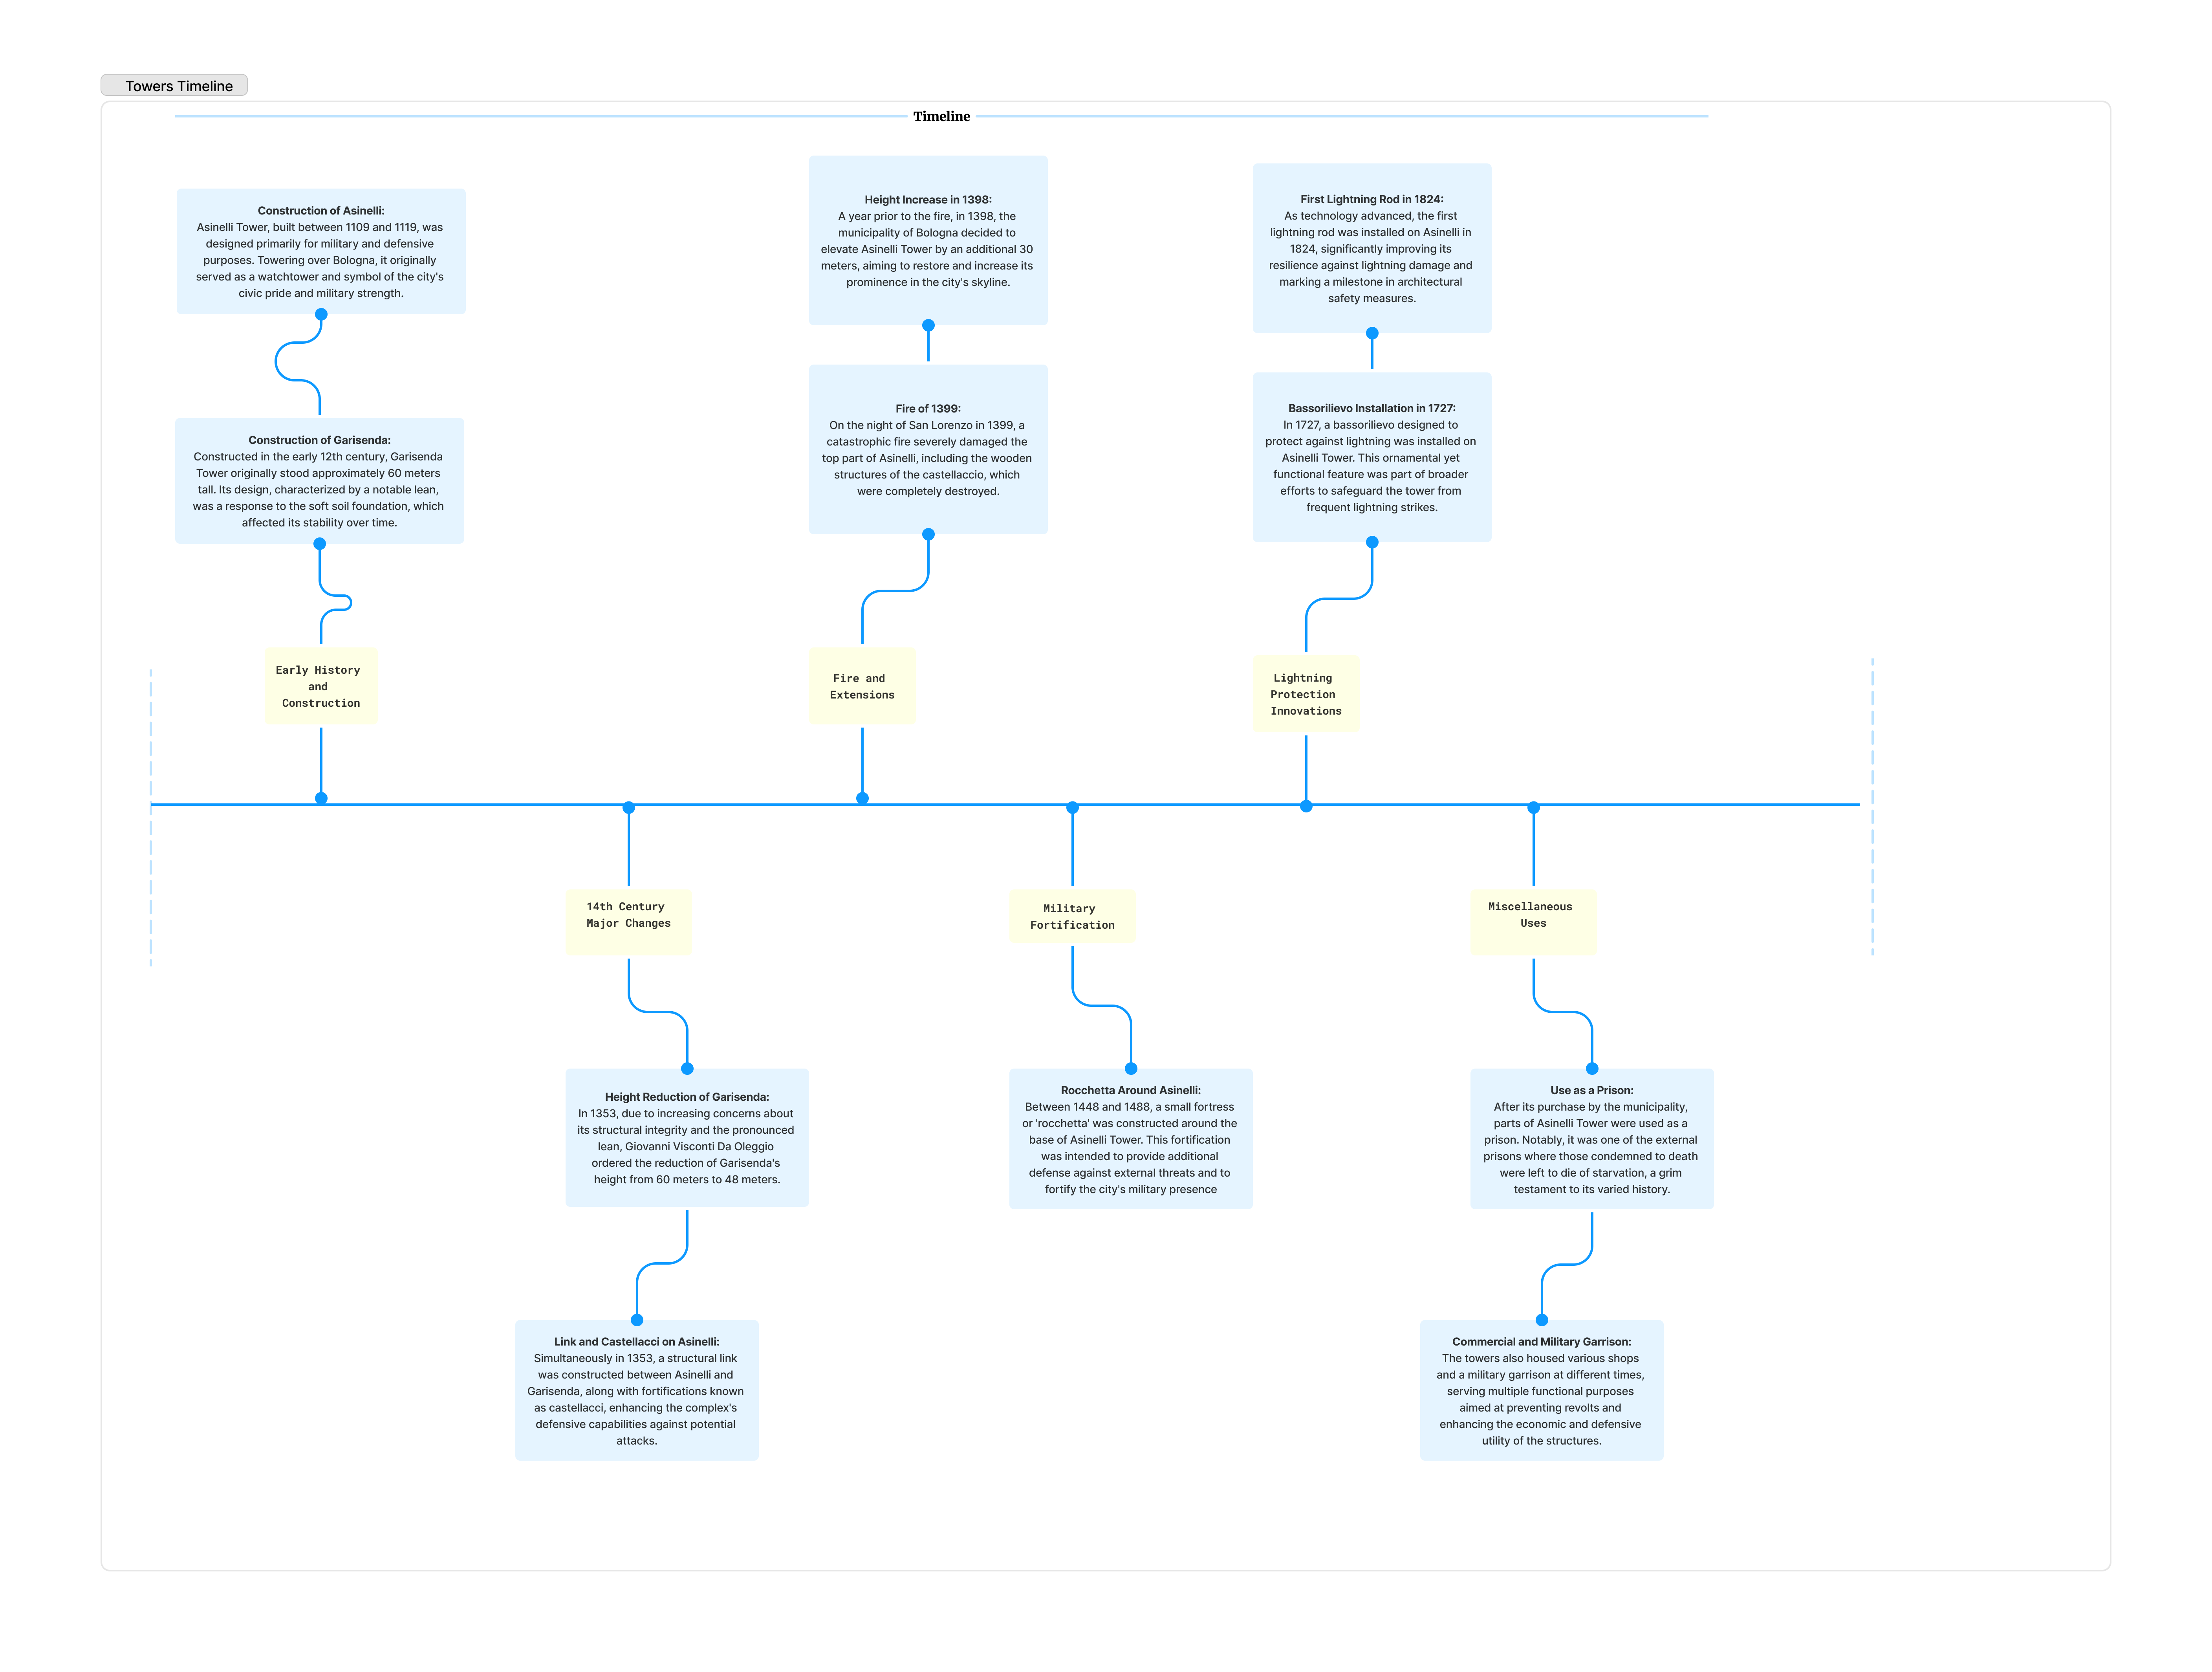 Towers Timeline
Timeline
Construction of Asinelli:
Asinelli Tower, built between 1109 and 1119, was
designed primarily for military and defensive
purposes. Towering over Bologna, it originally
served as a watchtower and symbol of the city's
civic pride and military strength.
Height Increase in 1398:
A year prior to the fire, in 1398, the
municipality of Bologna decided to
elevate Asinelli Tower by an additional 30
meters, aiming to restore and increase its
prominence in the city's skyline.
First Lightning Rod in 1824:
As technology advanced, the first
lightning rod was installed on Asinelli in
1824, significantly improving its
resilience against lightning damage and
marking a milestone in architectural
safety measures.
Construction of Garisenda:
Constructed in the early 12th century, Garisenda
Tower originally stood approximately 60 meters
tall. Its design, characterized by a notable lean,
was a response to the soft soil foundation, which
affected its stability over time.
Fire of 1399:
On the night of San Lorenzo in 1399, a
catastrophic fire severely damaged the
top part of Asinelli, including the wooden
structures of the castellaccio, which
were completely destroyed.
Bassorilievo Installation in 1727:
In 1727, a bassorilievo designed to
protect against lightning was installed on
Asinelli Tower. This ornamental yet
functional feature was part of broader
efforts to safeguard the tower from
frequent lightning strikes.
Early History
and
Construction
Fire and
Extensions
Lightning
Protection
Innovations
14th Century
Major Changes
Military
Fortification
Miscellaneous
Uses
Height Reduction of Garisenda:
In 1353, due to increasing concerns about
its structural integrity and the pronounced
lean, Giovanni Visconti Da Oleggio
ordered the reduction of Garisenda's
height from 60 meters to 48 meters.
Rocchetta Around Asinelli:
Between 1448 and 1488, a small fortress
or 'rocchetta' was constructed around the
base of Asinelli Tower. This fortification
was intended to provide additional
defense against external threats and to
fortify the city's military presence
Use as a Prison:
After its purchase by the municipality,
parts of Asinelli Tower were used as a
prison. Notably, it was one of the external
prisons where those condemned to death
were left to die of starvation, a grim
testament to its varied history.
Link and Castellacci on Asinelli:
Simultaneously in 1353, a structural link
was constructed between Asinelli and
Garisenda, along with fortifications known
as castellacci, enhancing the complex's
defensive capabilities against potential
attacks.
Commercial and Military Garrison:
The towers also housed various shops
and a military garrison at different times,
serving multiple functional purposes
aimed at preventing revolts and
enhancing the economic and defensive
utility of the structures.